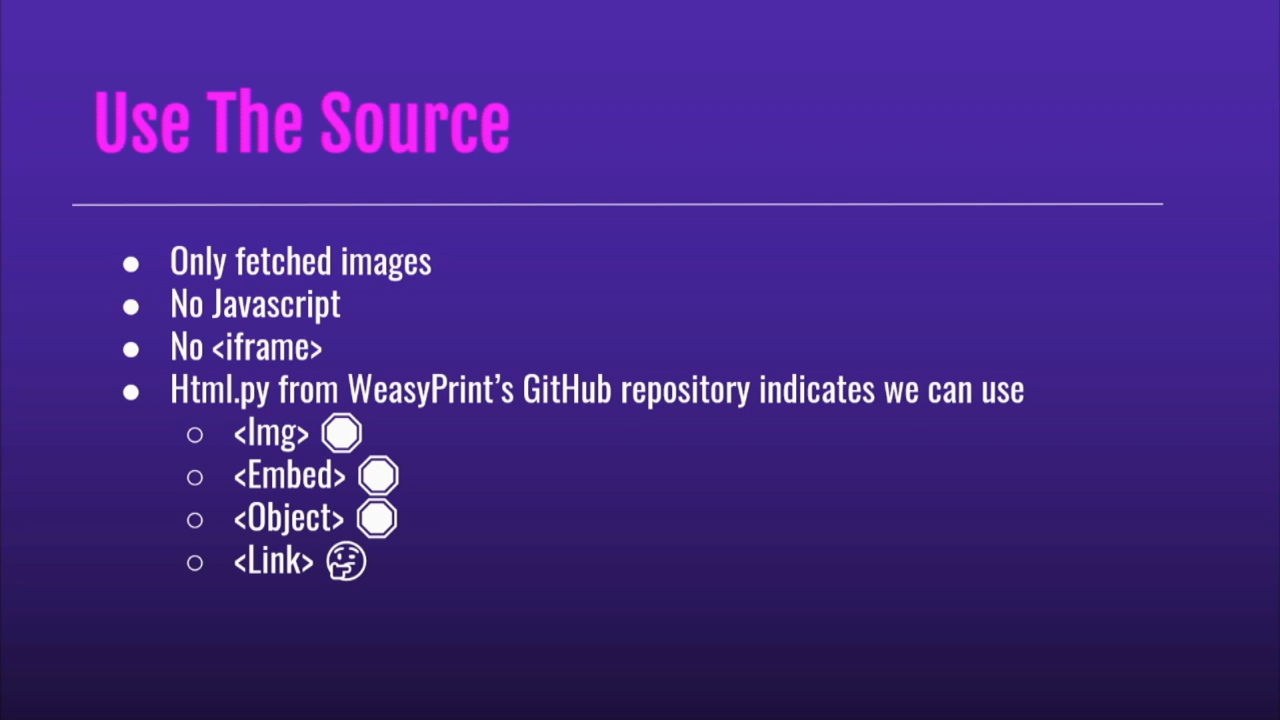 Use The Source
● Only fetched images
● No Javascript
● No <iframe>
● Html.py from WeasyPrint’s GitHub repository indicates we can use
○ <Img> 🛑
○ <Embed> 🛑
○ <Object> 🛑
○ <Link> 🤔